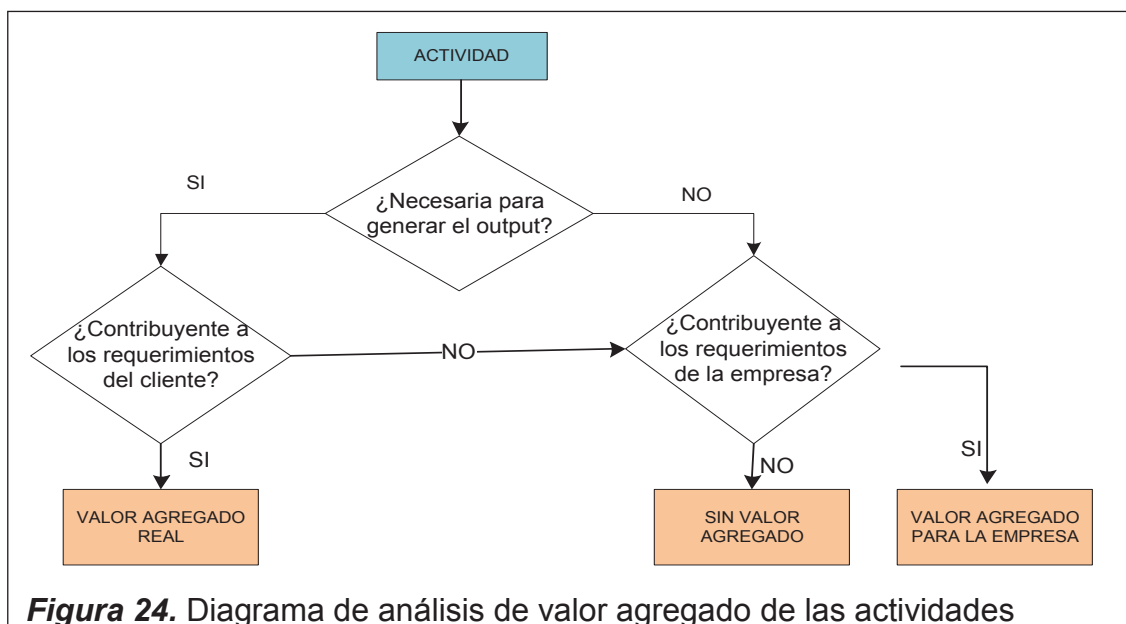 ACTIVIDAD
SI
¿Necesaria para
generar el output?
NO
¿Contribuyente a
los requerimientos
del cliente?
NO
¿Contribuyente a
los requerimientos
de la empresa?
SI
NO
SI
VALOR AGREGADO
REAL
SIN VALOR
AGREGADO
VALOR AGREGADO
PARA LA EMPRESA
Figura 24. Diagrama de análisis de valor agregado de las actividades